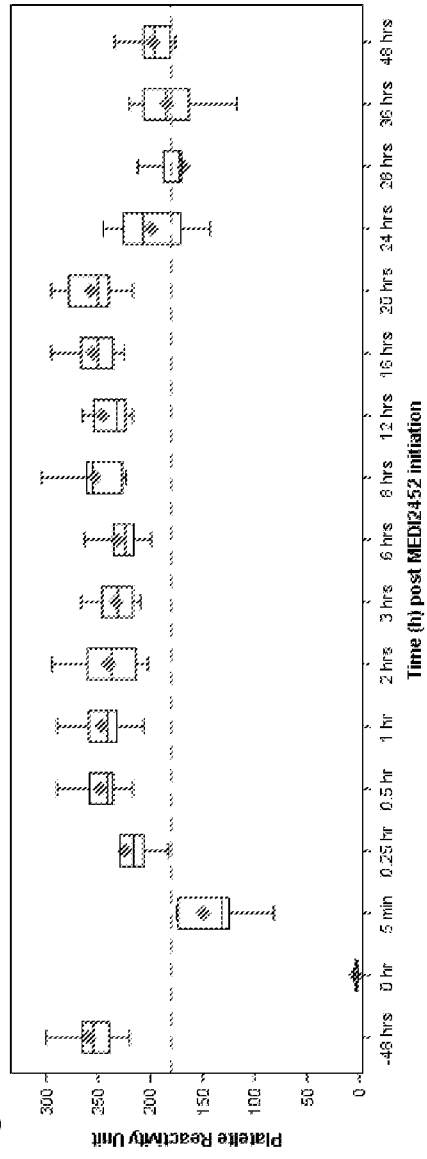 Platelte Reactivity Unit
300
250
200
150
100
50
0
-48 hrs
0 hr
5 min
0.25 hr
0.5 hr
1 hr
2 hrs
3 hrs
6 hrs
8 hrs
12 hrs
16 hrs
20 hrs
24 hrs
28 hrs
36 hrs
48 hrs
Time (h) post MEDI2452 initiation